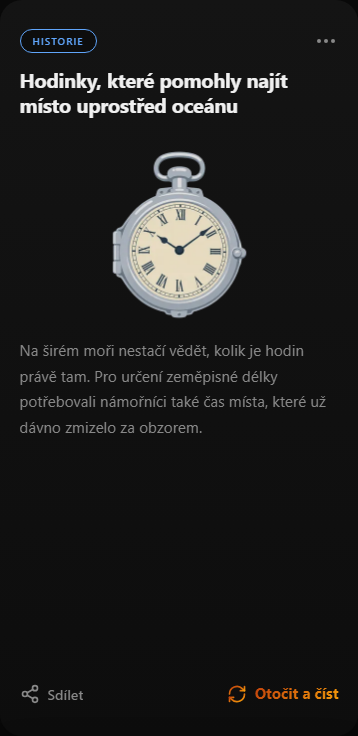 HISTORIE
Hodinky, které pomohly najít
místo uprostřed oceánu
Na širém moři nestačí vědět, kolik je hodin
právě tam. Pro určení zeměpisné délky
potřebovali námořníci také čas místa, které už
dávno zmizelo za obzorem.
Sdílet
Otočit a číst